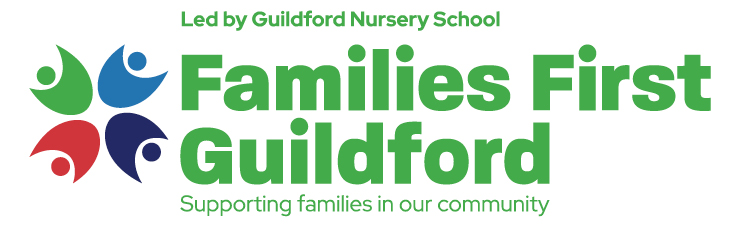 Led by Guildford Nursery School
Families First
Guildford
Supporting families in our community